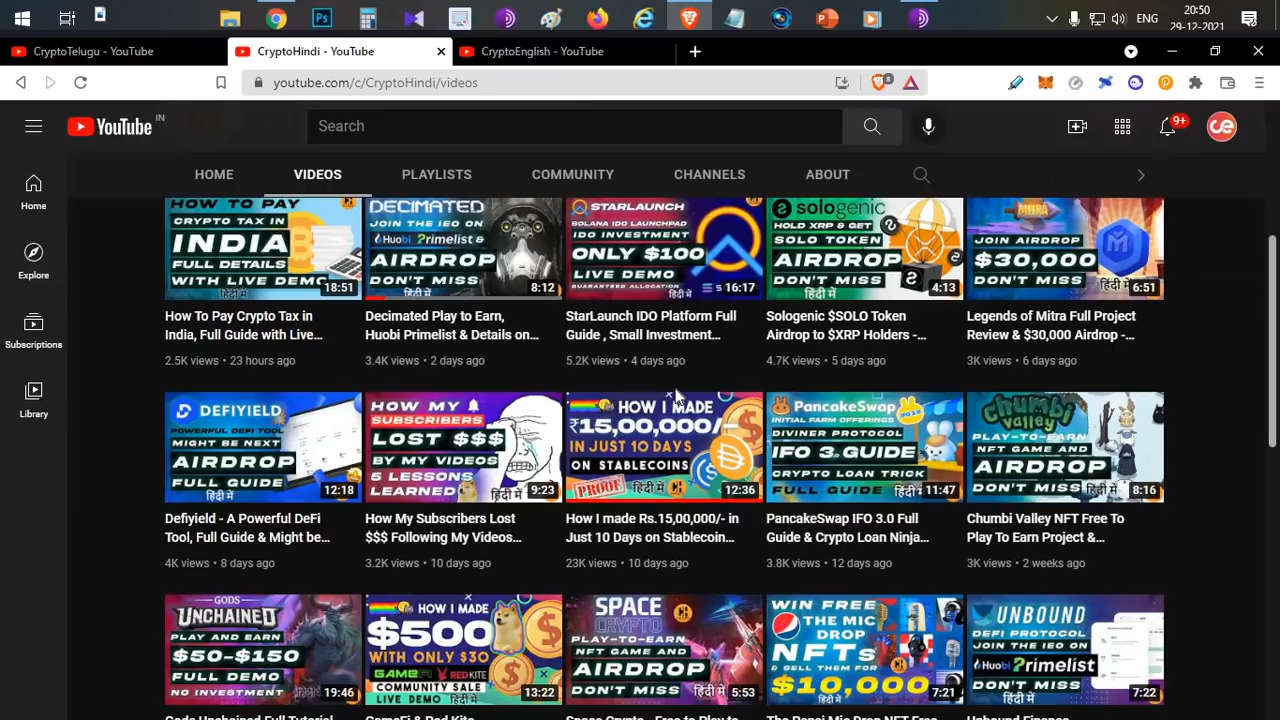 20:50
ENG
29-12-2021
CryptoTelugu - YouTube
CryptoHindi - YouTube
CryptoEnglish - YouTube
youtube.com/c/CryptoHindi/videos
8
YouTube IN
Search
9+
ce
HOME
VIDEOS
PLAYLISTS
COMMUNITY
CHANNELS
ABOUT
Home
Explore
Subscriptions
Library
HOW TO PAY
CRYPTO TAX IN
INDIA
FULL DETAILS
WITH LIVE DEMO
हिंदी में
18:51
DECIMATED
JOIN THE IEO ON
Huobi Primelist &
AIRDROP
DON'T MISS
हिंदी में
8:12
STARLAUNCH
SOLANA IDO LAUNCHPAD
IDO INVESTMENT
ONLY $100
LIVE DEMO
GUARANTEED ALLOCATION
हिंदी में
16:17
sologenic
HOLD XRP & GET
SOLO TOKEN
AIRDROP
DON'T MISS
हिंदी में
4:13
MITRA
JOIN AIRDROP
$30,000
DON'T MISS
हिंदी में
6:51
How To Pay Crypto Tax in
India, Full Guide with Live...
2.5K views • 23 hours ago
Decimated Play to Earn,
Huobi Primelist & Details on...
3.4K views • 2 days ago
StarLaunch IDO Platform Full
Guide , Small Investment...
5.2K views • 4 days ago
Sologenic $SOLO Token
Airdrop to $XRP Holders -...
4.7K views • 5 days ago
Legends of Mitra Full Project
Review & $30,000 Airdrop -...
3K views • 6 days ago
DEFIYIELD
POWERFUL DEFI TOOL
MIGHT BE NEXT
AIRDROP
FULL GUIDE
हिंदी में
12:18
HOW MY
SUBSCRIBERS
LOST $$$
BY MY VIDEOS
5 LESSONS
LEARNED
हिंदी में
9:23
HOW I MADE
₹15,00,000/-
IN JUST 10 DAYS
ON STABLECOINS
PROOF
हिंदी में
12:36
PancakeSwap
INITIAL FARM OFFERINGS
DIVINER PROTOCOL
IFO 3.0 GUIDE
CRYPTO LOAN TRICK
FULL GUIDE
हिंदी में
11:47
Chumbi
Valley
PLAY-TO-EARN
NFT GAME AND
AIRDROP
DON'T MISS
हिंदी में
8:16
Defiyield - A Powerful DeFi
Tool, Full Guide & Might be...
4K views • 8 days ago
How My Subscribers Lost
$$$ Following My Videos...
3.2K views • 10 days ago
How I made Rs.15,00,000/- in
Just 10 Days on Stablecoin...
23K views • 10 days ago
PancakeSwap IFO 3.0 Full
Guide & Crypto Loan Ninja...
3.8K views • 12 days ago
Chumbi Valley NFT Free To
Play To Earn Project &...
3K views • 2 weeks ago
GODS
UNCHAINED
PLAY AND EARN
$50-$150
FULL DEMO
NO INVESTMENT
हिंदी में
19:46
HOW I MADE
$500
WITH ONLY $30
GAMEFI & RED KITE
COMMUNITY SALE
LIVE DEMO
हिंदी में
13:22
SPACE
CRYPTO
PLAY-TO-EARN
NFT GAME AND
AIRDROP
DON'T MISS
हिंदी में
5:53
WIN FREE
THE MIC
DROP
NFTs
& SELL THEM FOR
$10,000
हिंदी में
7:21
UNBOUND
DEFI PROTOCOL
JOIN THE IEO ON
Huobi Primelist
AIRDROP
DON'T MISS
हिंदी में
7:22